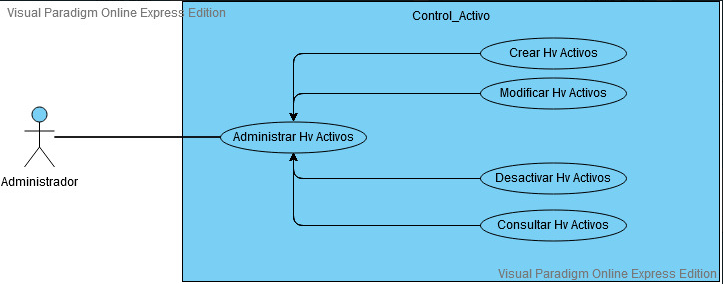 Visual Paradigm Online Express Edition
Control_Activo
Crear Hv Activos
Modificar Hv Activos
Administrar Hv Activos
Administrador
Desactivar Hv Activos
Consultar Hv Activos
Visual Paradigm Online Express Edition